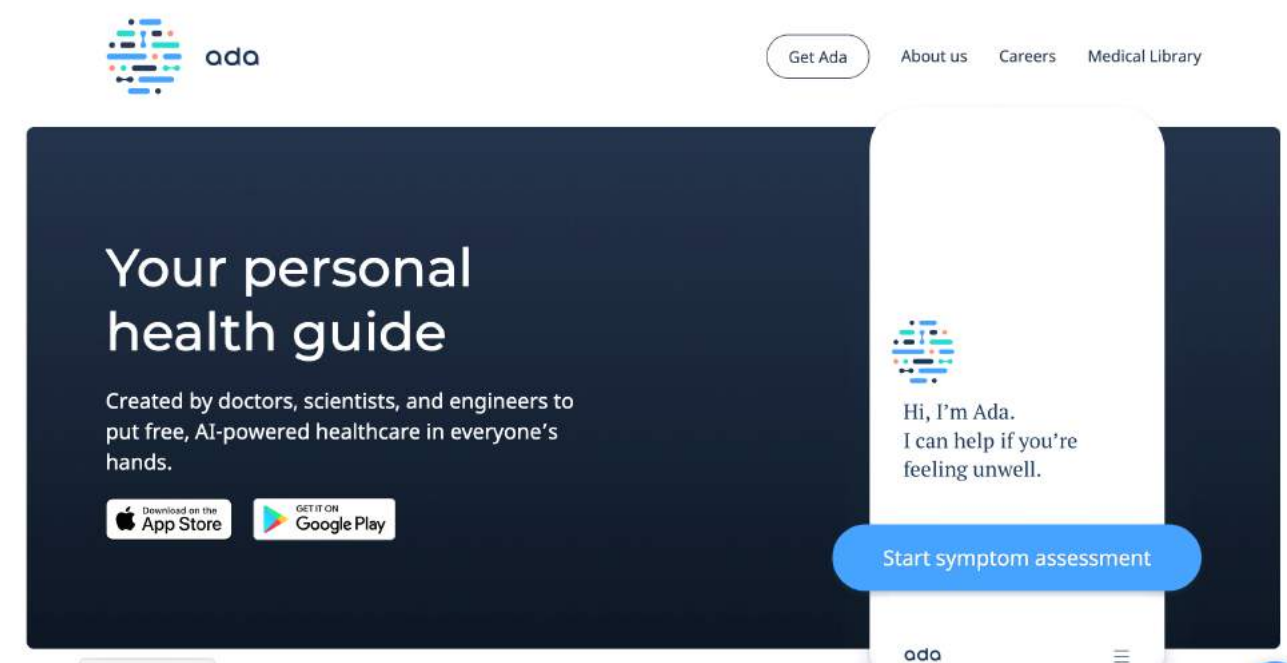 ada
Get Ada
About us
Careers
Medical Library
Your personal
health guide
Created by doctors, scientists, and engineers to
put free, AI-powered healthcare in everyone's
hands.
Download on the
App Store
GET IT ON
Google Play
Hi, I'm Ada.
I can help if you're
feeling unwell.
Start symptom assessment
ada